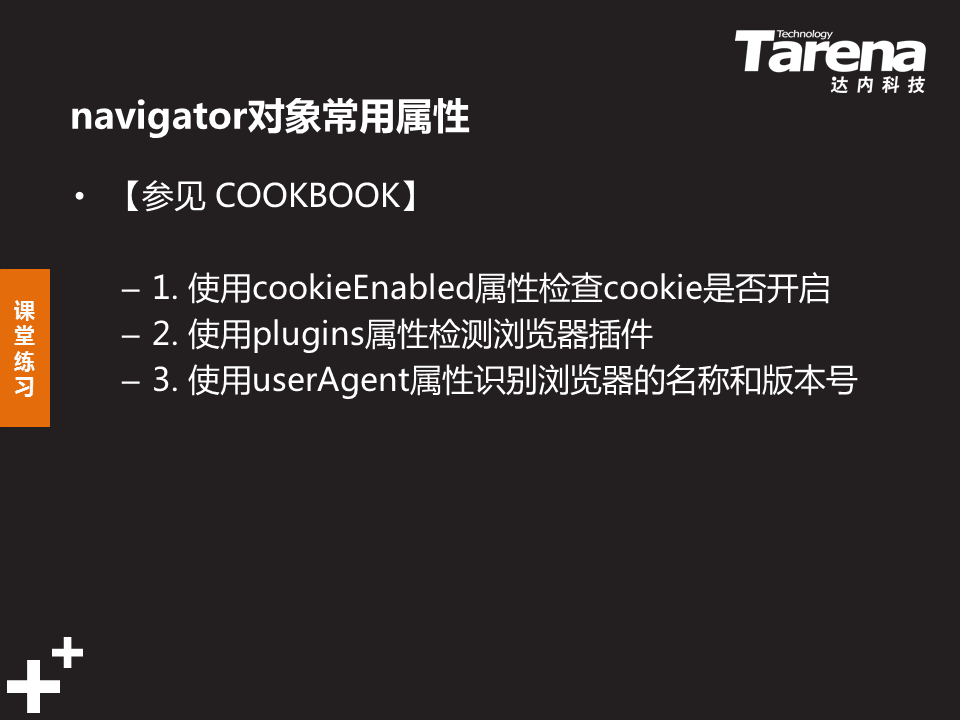 Technology
Tarena
达内科技
navigator对象常用属性
• 【参见 COOKBOOK】
– 1. 使用cookieEnabled属性检查cookie是否开启
– 2. 使用plugins属性检测浏览器插件
– 3. 使用userAgent属性识别浏览器的名称和版本号
课
堂
练
习